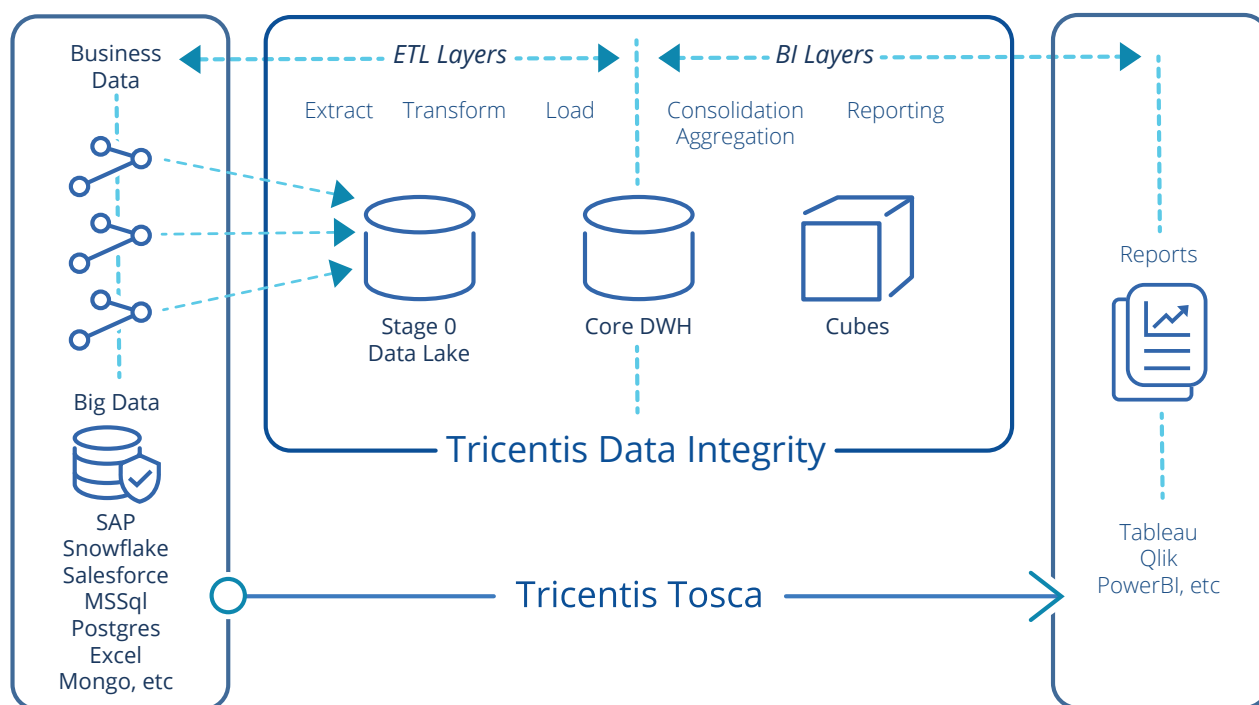 Business
Data
ETL Layers
BI Layers
Extract
Transform
Load
Consolidation
Aggregation
Reporting
Stage 0
Data Lake
Core DWH
Cubes
Reports
Big Data
Tricentis Data Integrity
SAP
Snowflake
Salesforce
MSSql
Postgres
Excel
Mongo, etc
Tricentis Tosca
Tableau
Qlik
PowerBI, etc